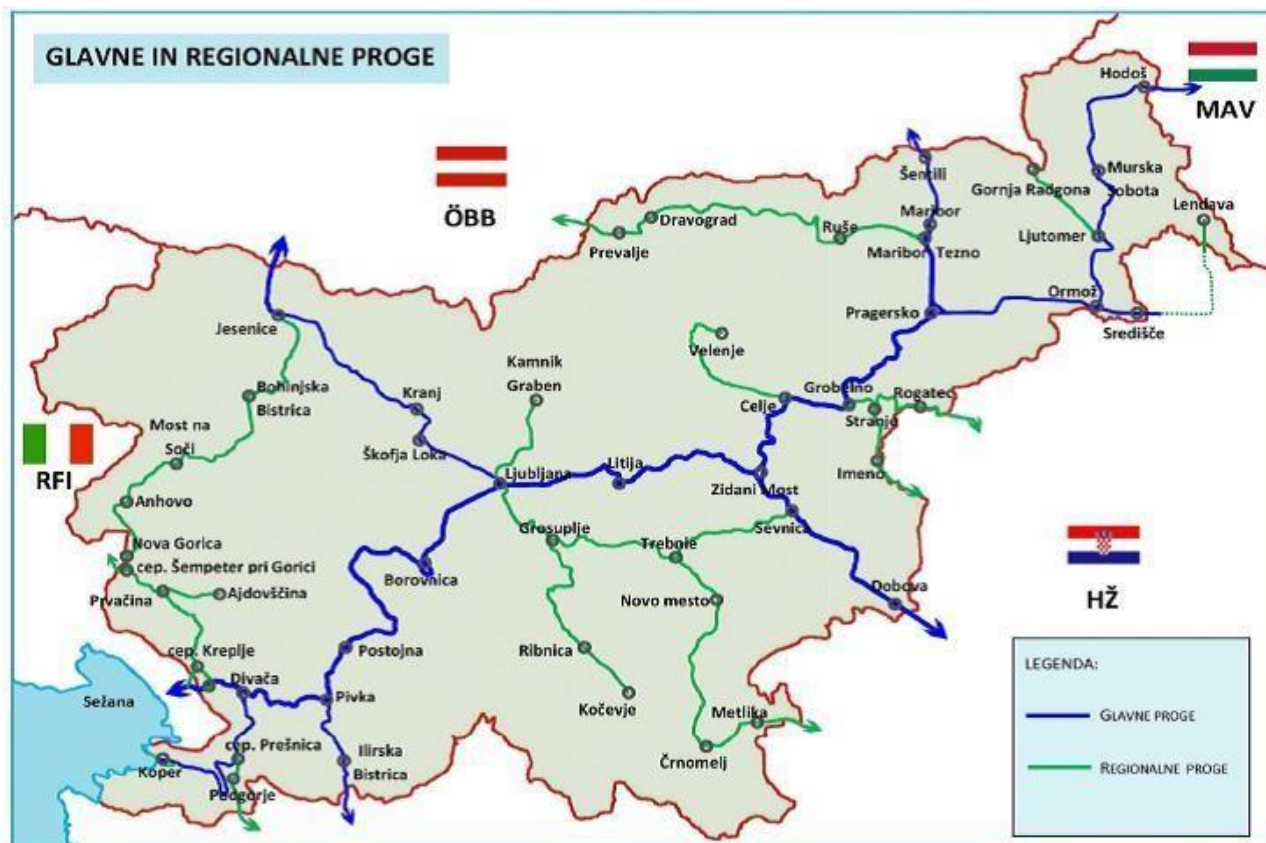 GLAVNE IN REGIONALNE PROGE
Hodoš
MAV
ÖBB
Šentilj
Gornja Radgona
Murska
Sobota
Lendava
Maribor
Dravograd
Ruše
Prevalje
Maribor Tezno
Ljutomer
Ormož
Pragersko
Središče
Jesenice
Velenje
Kamnik
Graben
Bohinjska
Bistrica
Kranj
Grobelno
Rogatec
Celje
Stranje
Most na
Soči
Škofja Loka
RFI
Ljubljana
Litija
Zidani Most
Imeno
Anhovo
Sevnica
Grosuplje
Trebnje
Nova Gorica
cep. Šempeter pri Gorici
Borovnica
Dobova
Prvačina
Ajdovščina
Novo mesto
HŽ
Postojna
Ribnica
cep. Kreplje
Divača
Sežana
Pivka
Kočevje
Metlika
cep. Prešnica
Ilirska
Bistrica
Koper
Podgorje
Črnomelj
LEGENDA:
GLAVNE PROGE
REGIONALNE PROGE